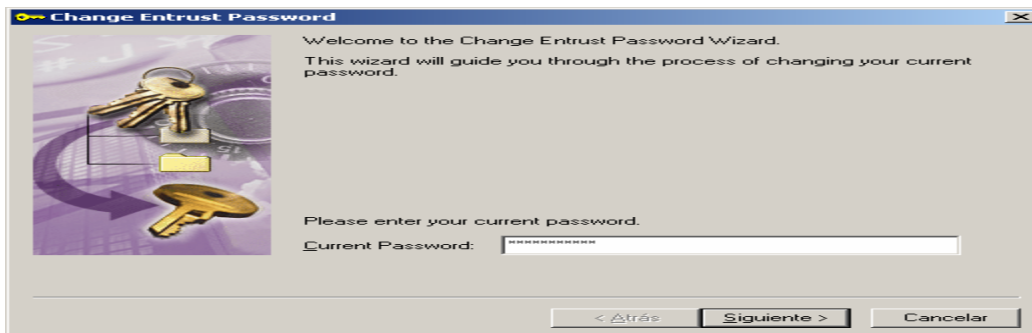 Change Entrust Password
Welcome to the Change Entrust Password Wizard.
This wizard will guide you through the process of changing your current
password.
Please enter your current password.
Current Password: ***********
< Atrás Siguiente > Cancelar